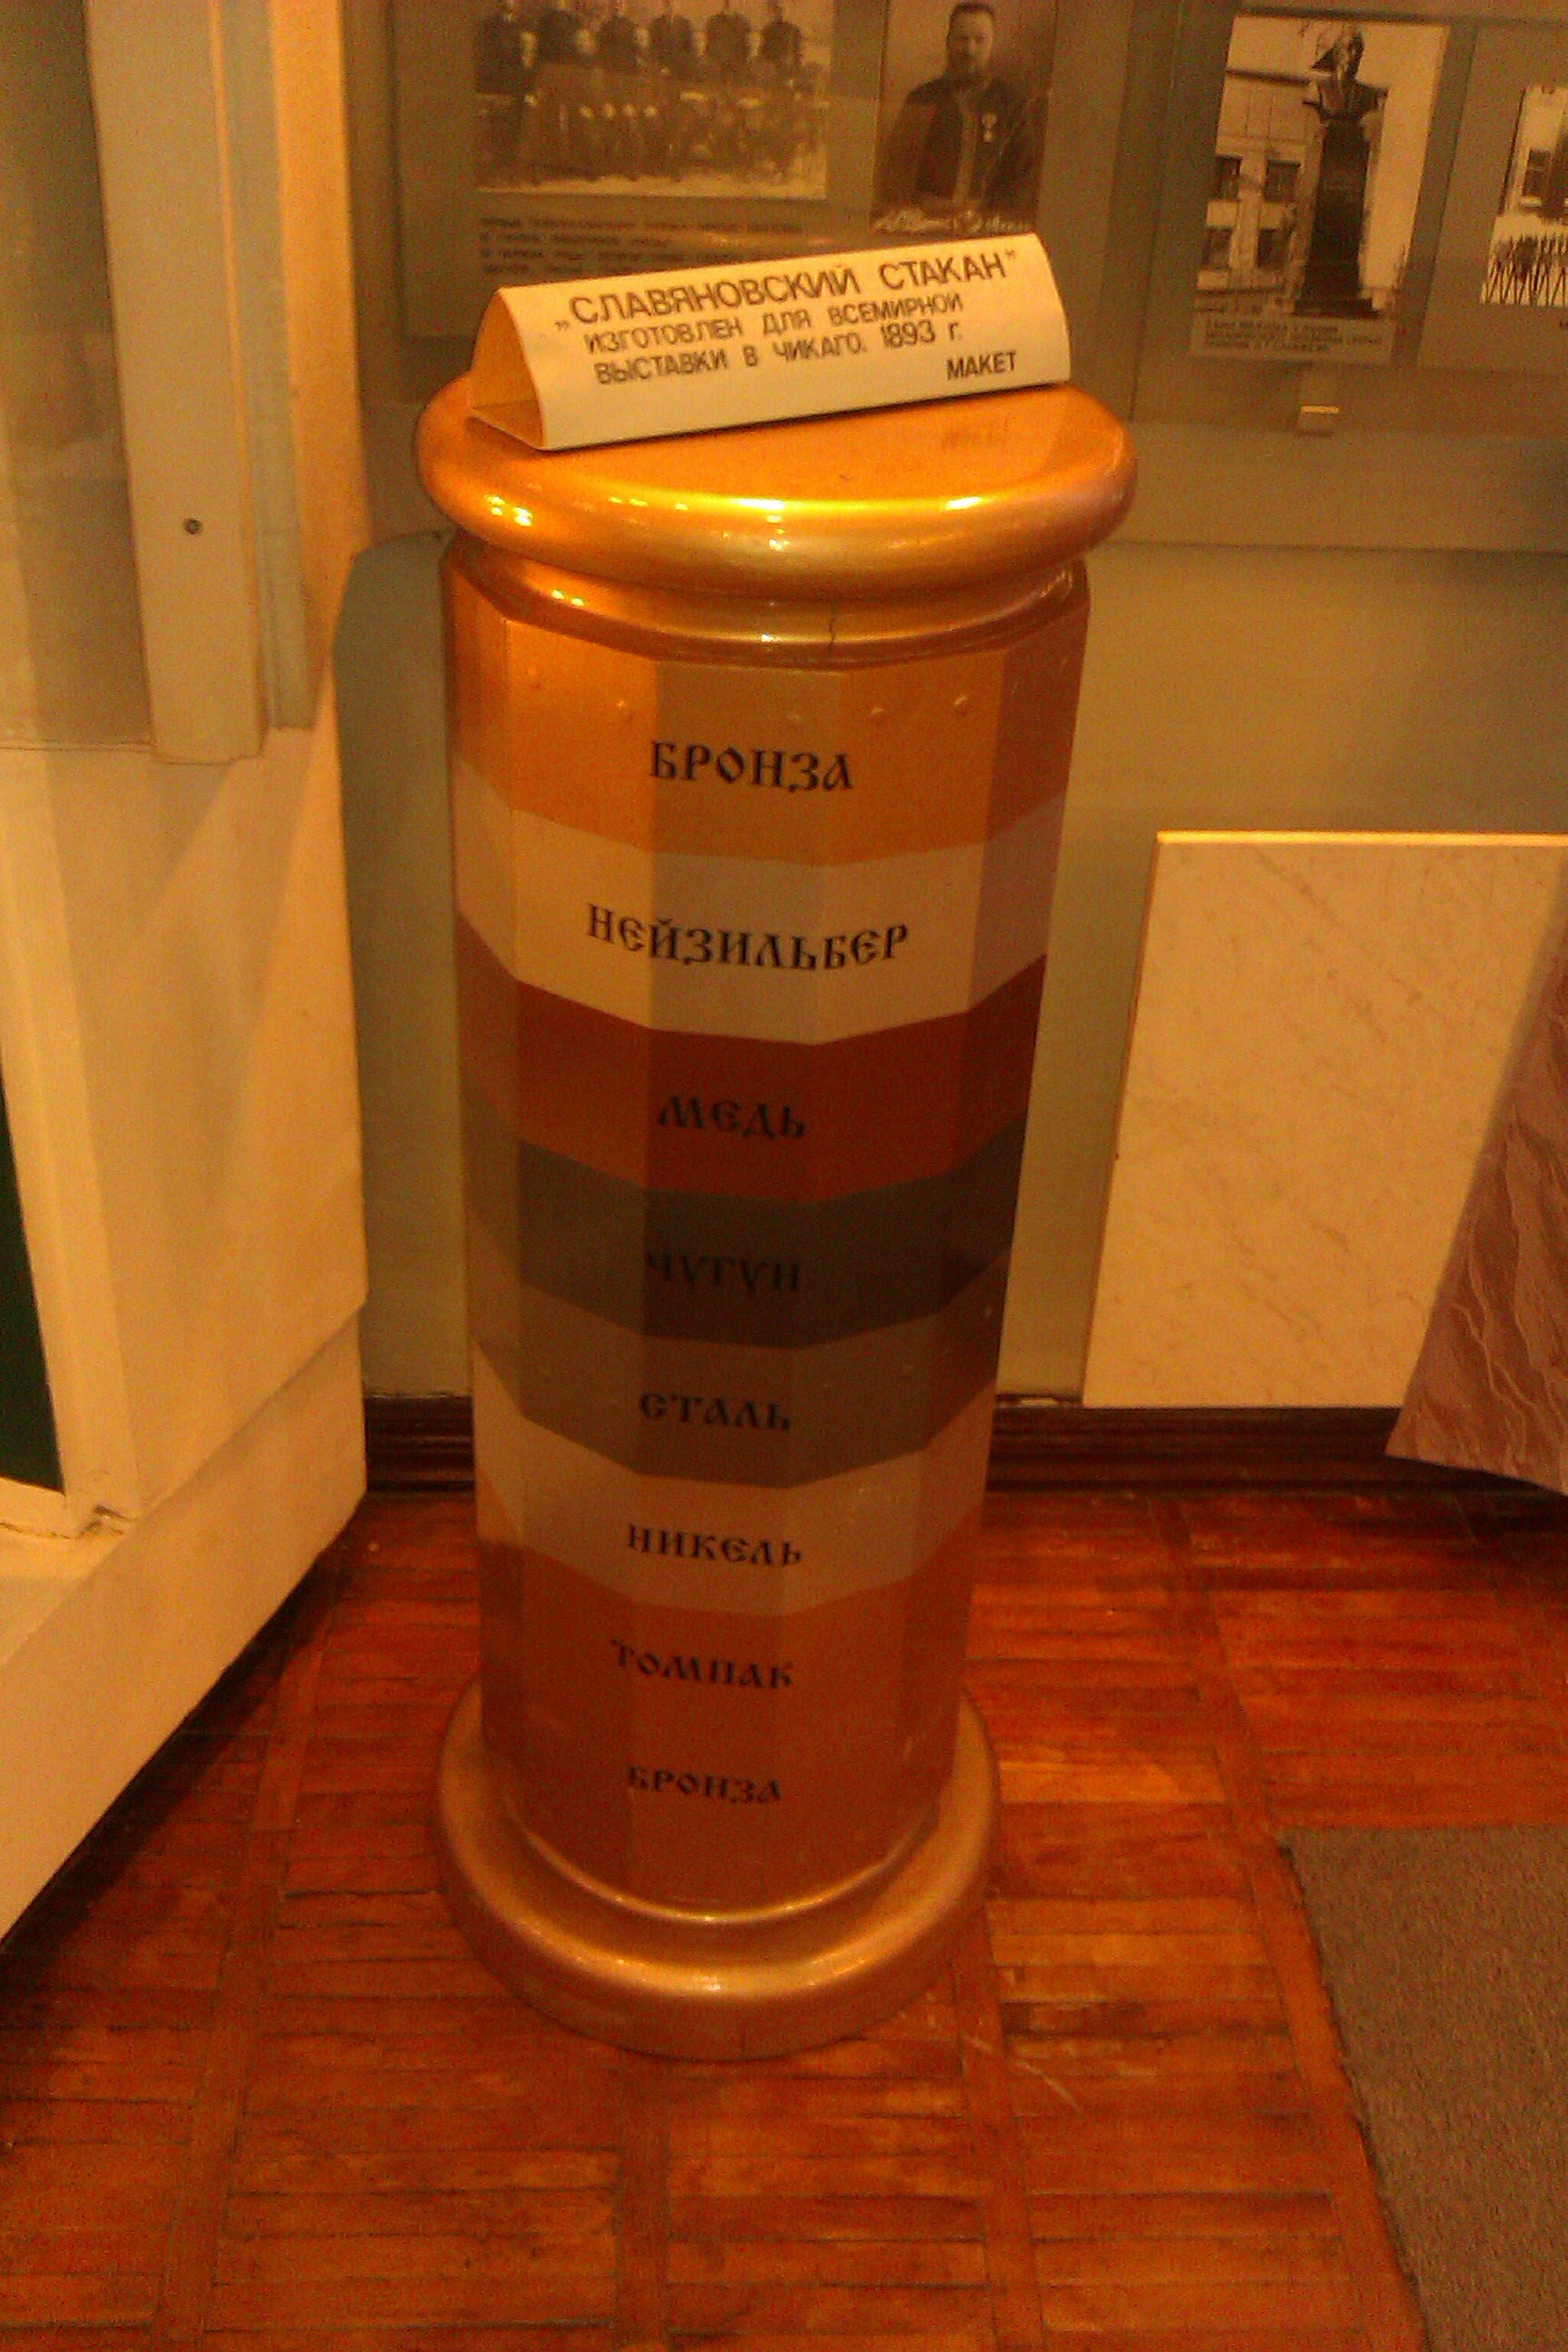 „СЛАВЯНОВСКИЙ СТАКАН"
ИЗГОТОВЛЕН ДЛЯ ВСЕМИРНОЙ
ВЫСТАВКИ В ЧИКАГО. 1893 г.
МАКЕТ
БРОНЗА
НЕЙЗИЛЬБЕР
МЕДЬ
ЧУГУН
СТАЛЬ
НИКЕЛЬ
ТОМПАК
БРОНЗА